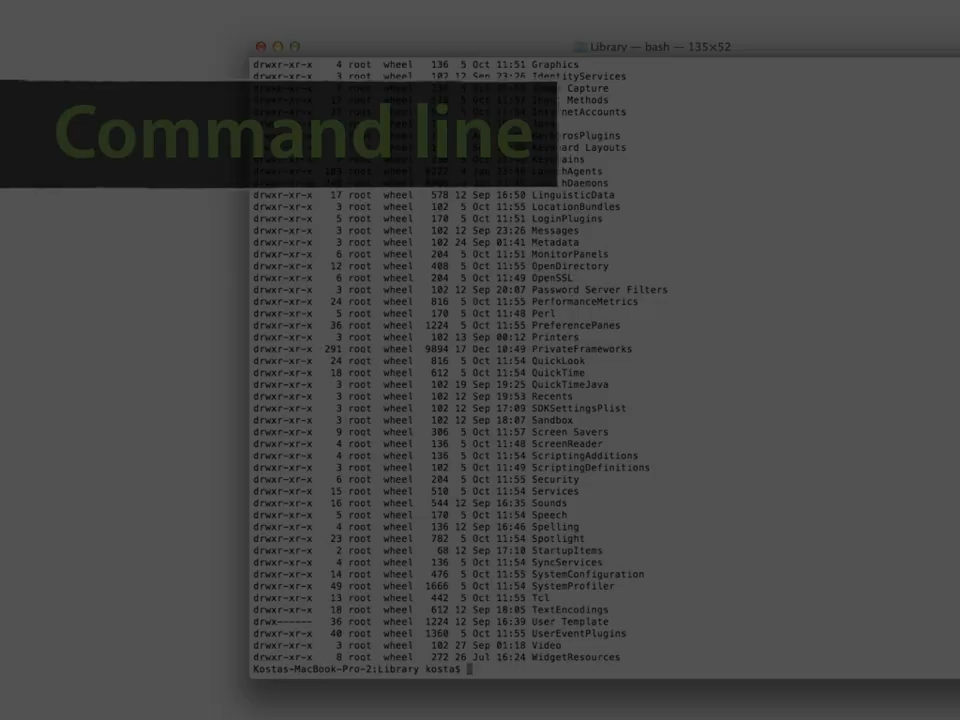 Library — bash — 135×52
Command line
drwxr-xr-x 4 root wheel 136 5 Oct 11:51 Graphics
drwxr-xr-x 3 root wheel 102 12 Sep 23:26 IdentityServices
Capture
Methods
netAccounts
rosPlugins
Layouts
ains
hAgents
hDaemons
drwxr-xr-x 17 root wheel 578 12 Sep 16:50 LinguisticData
drwxr-xr-x 3 root wheel 102 5 Oct 11:55 LocationBundles
drwxr-xr-x 5 root wheel 170 5 Oct 11:51 LoginPlugins
drwxr-xr-x 3 root wheel 102 12 Sep 23:26 Messages
drwxr-xr-x 3 root wheel 102 24 Sep 01:41 Metadata
drwxr-xr-x 6 root wheel 204 5 Oct 11:51 MonitorPanels
drwxr-xr-x 12 root wheel 408 5 Oct 11:55 OpenDirectory
drwxr-xr-x 6 root wheel 204 5 Oct 11:49 OpenSSL
drwxr-xr-x 3 root wheel 102 12 Sep 20:07 Password Server Filters
drwxr-xr-x 24 root wheel 816 5 Oct 11:55 PerformanceMetrics
drwxr-xr-x 5 root wheel 170 5 Oct 11:48 Perl
drwxr-xr-x 36 root wheel 1224 5 Oct 11:55 PreferencePanes
drwxr-xr-x 3 root wheel 102 13 Sep 00:12 Printers
drwxr-xr-x 291 root wheel 9894 17 Dec 10:49 PrivateFrameworks
drwxr-xr-x 24 root wheel 816 5 Oct 11:54 QuickLook
drwxr-xr-x 18 root wheel 612 5 Oct 11:54 QuickTime
drwxr-xr-x 3 root wheel 102 19 Sep 19:25 QuickTimeJava
drwxr-xr-x 3 root wheel 102 12 Sep 19:53 Recents
drwxr-xr-x 3 root wheel 102 12 Sep 17:09 SDKSettingsPlist
drwxr-xr-x 3 root wheel 102 12 Sep 18:07 Sandbox
drwxr-xr-x 9 root wheel 306 5 Oct 11:57 Screen Savers
drwxr-xr-x 4 root wheel 136 5 Oct 11:48 ScreenReader
drwxr-xr-x 4 root wheel 136 5 Oct 11:54 ScriptingAdditions
drwxr-xr-x 3 root wheel 102 5 Oct 11:49 ScriptingDefinitions
drwxr-xr-x 6 root wheel 204 5 Oct 11:55 Security
drwxr-xr-x 15 root wheel 510 5 Oct 11:54 Services
drwxr-xr-x 16 root wheel 544 12 Sep 16:35 Sounds
drwxr-xr-x 5 root wheel 170 5 Oct 11:54 Speech
drwxr-xr-x 4 root wheel 136 12 Sep 16:46 Spelling
drwxr-xr-x 23 root wheel 782 5 Oct 11:54 Spotlight
drwxr-xr-x 2 root wheel 68 12 Sep 17:10 StartupItems
drwxr-xr-x 4 root wheel 136 5 Oct 11:54 SyncServices
drwxr-xr-x 14 root wheel 476 5 Oct 11:55 SystemConfiguration
drwxr-xr-x 49 root wheel 1666 5 Oct 11:54 SystemProfiler
drwxr-xr-x 13 root wheel 442 5 Oct 11:55 Tcl
drwxr-xr-x 18 root wheel 612 12 Sep 18:05 TextEncodings
drwx------ 36 root wheel 1224 12 Sep 16:39 User Template
drwxr-xr-x 40 root wheel 1360 5 Oct 11:55 UserEventPlugins
drwxr-xr-x 3 root wheel 102 27 Sep 01:18 Video
drwxr-xr-x 8 root wheel 272 26 Jul 16:24 WidgetResources
Kostas-MacBook-Pro-2:Library kosta$